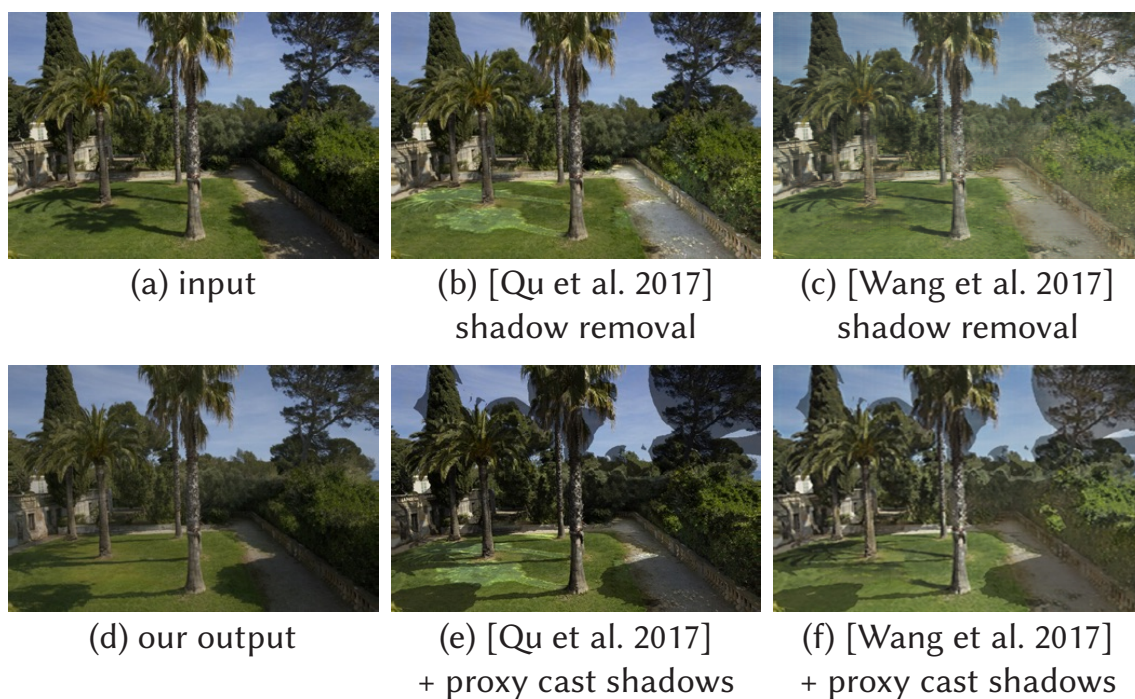 (a) input
(b) [Qu et al. 2017]
shadow removal
(c) [Wang et al. 2017]
shadow removal
(d) our output
(e) [Qu et al. 2017]
+ proxy cast shadows
(f) [Wang et al. 2017]
+ proxy cast shadows